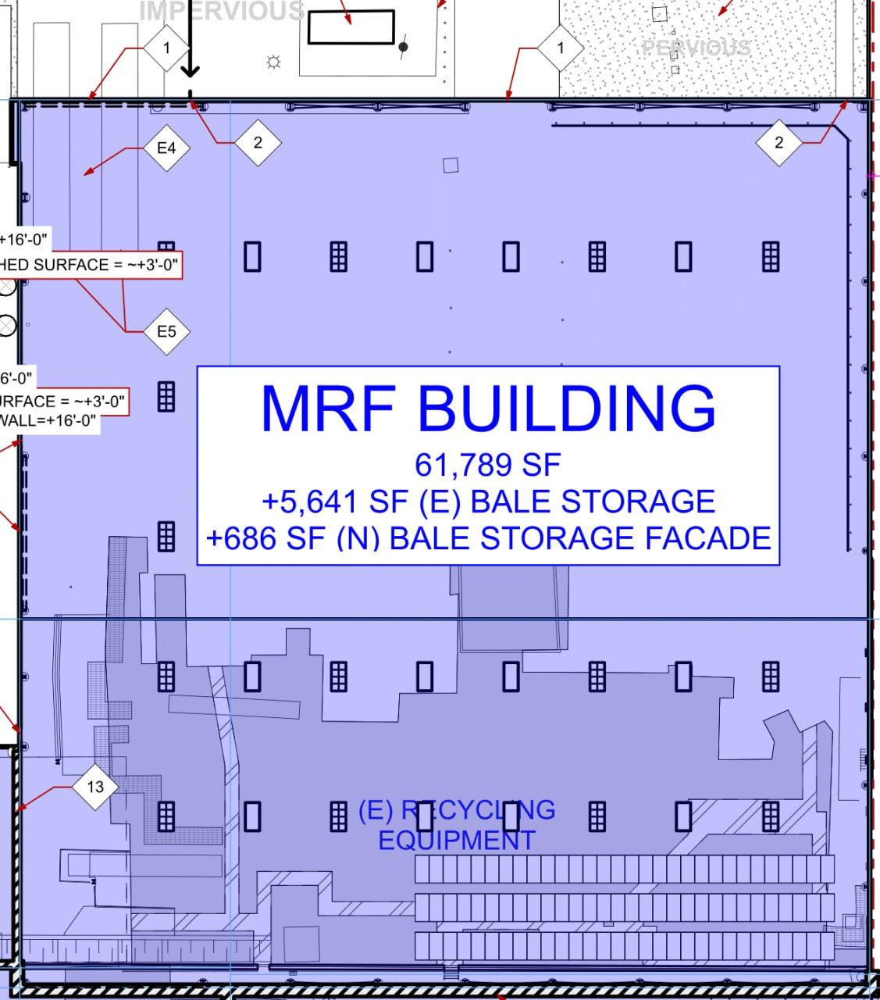 IMPERVIOUS
1
1
PERVIOUS
E4
2
2
+16'-0"
HED SURFACE = ~+3'-0"
E5
6'-0"
URFACE = ~+3'-0"
WALL=+16'-0"
MRF BUILDING
61,789 SF
+5,641 SF (E) BALE STORAGE
+686 SF (N) BALE STORAGE FACADE
13
(E) RECYCLING
EQUIPMENT